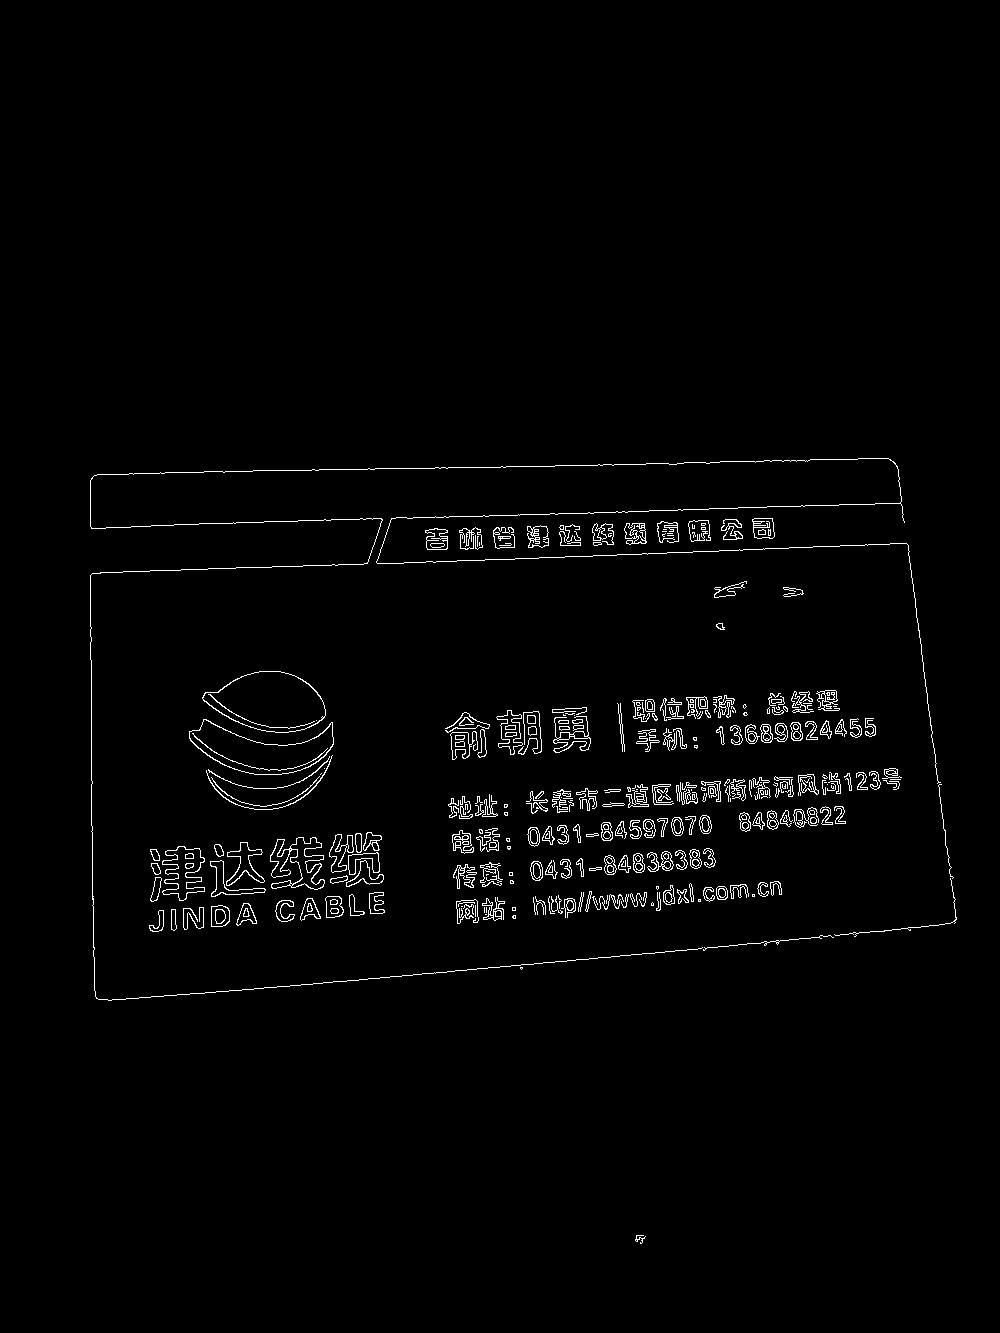 吉林省津达线缆有限公司
俞朝勇
职位职称：总经理
手机：13689824455
津达线缆
JINDA CABLE
地址：长春市二道区临河街临河风尚123号
电话：0431-84597070 84840822
传真：0431-84838383
网站：http//www.jdxl.com.cn